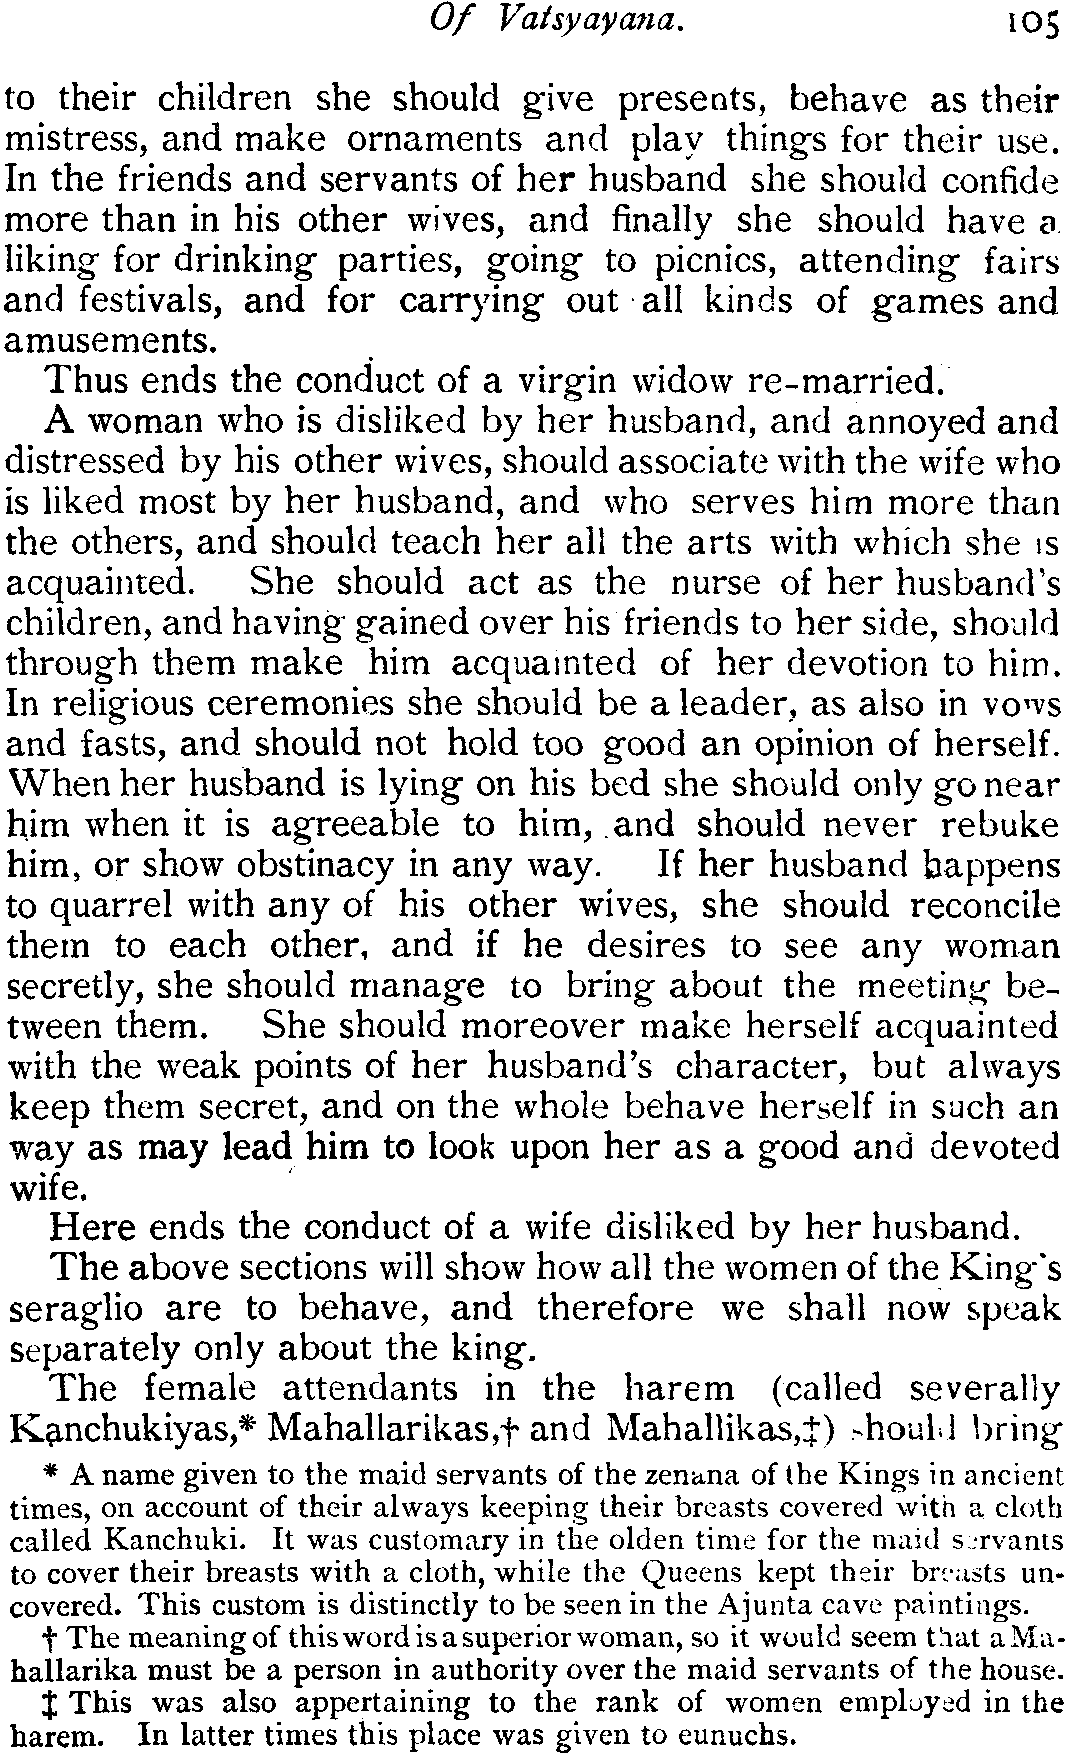 Of Vatsyayana. 105
to their children she should give presents, behave as their
mistress, and make ornaments and play things for their use.
In the friends and servants of her husband she should confide
more than in his other wives, and finally she should have a
liking for drinking parties, going to picnics, attending fairs
and festivals, and for carrying out all kinds of games and
amusements.
Thus ends the conduct of a virgin widow re-married.
A woman who is disliked by her husband, and annoyed and
distressed by his other wives, should associate with the wife who
is liked most by her husband, and who serves him more than
the others, and should teach her all the arts with which she is
acquainted. She should act as the nurse of her husband's
children, and having gained over his friends to her side, should
through them make him acquainted of her devotion to him.
In religious ceremonies she should be a leader, as also in vows
and fasts, and should not hold too good an opinion of herself.
When her husband is lying on his bed she should only go near
him when it is agreeable to him, and should never rebuke
him, or show obstinacy in any way. If her husband happens
to quarrel with any of his other wives, she should reconcile
them to each other, and if he desires to see any woman
secretly, she should manage to bring about the meeting be-
tween them. She should moreover make herself acquainted
with the weak points of her husband's character, but always
keep them secret, and on the whole behave herself in such an
way as may lead him to look upon her as a good and devoted
wife.
Here ends the conduct of a wife disliked by her husband.
The above sections will show how all the women of the King's
seraglio are to behave, and therefore we shall now speak
separately only about the king.
The female attendants in the harem (called severally
Kanchukiyas,* Mahallarikas,† and Mahallikas,‡) should bring
* A name given to the maid servants of the zenana of the Kings in ancient
times, on account of their always keeping their breasts covered with a cloth
called Kanchuki. It was customary in the olden time for the maid servants
to cover their breasts with a cloth, while the Queens kept their breasts un-
covered. This custom is distinctly to be seen in the Ajunta cave paintings.
† The meaning of this word is a superior woman, so it would seem that a Ma-
hallarika must be a person in authority over the maid servants of the house.
‡ This was also appertaining to the rank of women employed in the
harem. In latter times this place was given to eunuchs.